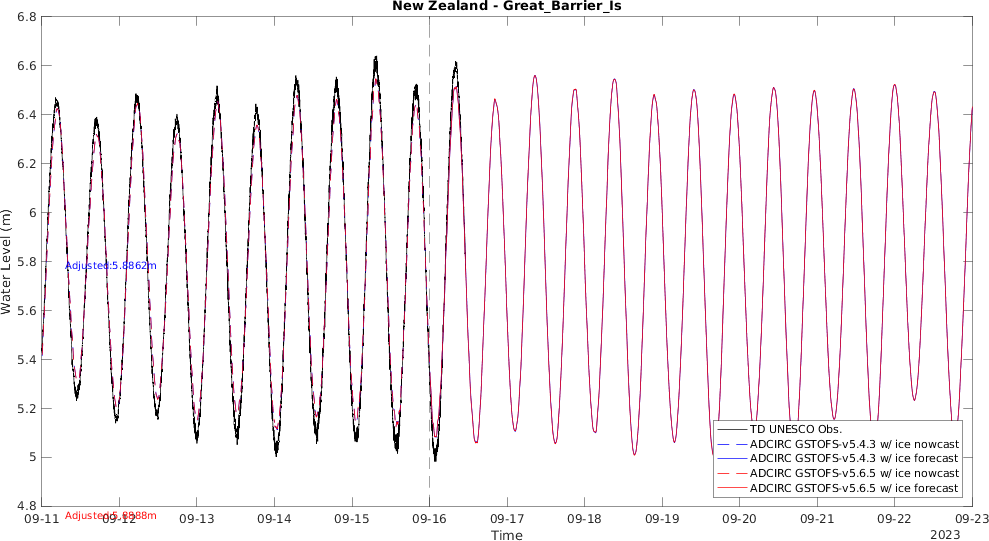 New Zealand - Great_Barrier_Is
6.8
6.6
6.4
6.2
6
5.8
5.6
5.4
5.2
5
4.8
Water Level (m)
Adjusted:5.8862m
Adjusted:5.8888m
TD UNESCO Obs.
ADCIRC GSTOFS-v5.4.3 w/ ice nowcast
ADCIRC GSTOFS-v5.4.3 w/ ice forecast
ADCIRC GSTOFS-v5.6.5 w/ ice nowcast
ADCIRC GSTOFS-v5.6.5 w/ ice forecast
09-11 09-12 09-13 09-14 09-15 09-16 09-17 09-18 09-19 09-20 09-21 09-22 09-23
Time
2023